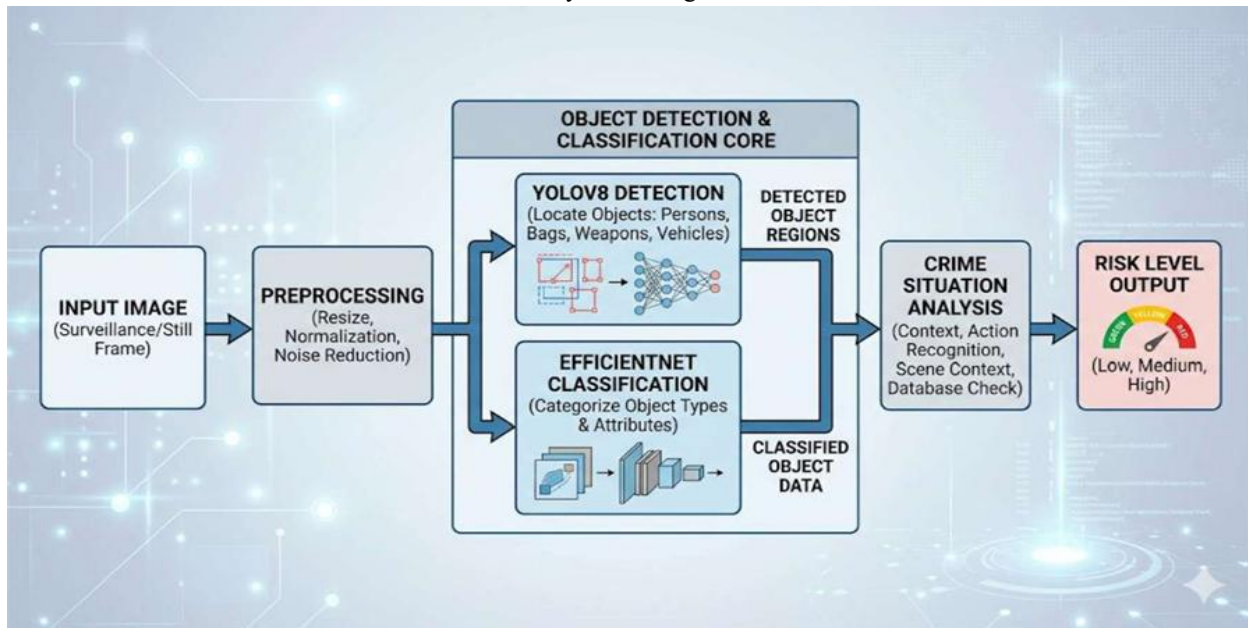 OBJECT DETECTION &
CLASSIFICATION CORE
INPUT IMAGE
(Surveillance/Still
Frame)
PREPROCESSING
(Resize,
Normalization,
Noise Reduction)
YOLOV8 DETECTION
(Locate Objects: Persons,
Bags, Weapons, Vehicles)
EFFICIENTNET
CLASSIFICATION
(Categorize Object Types
& Attributes)
DETECTED
OBJECT
REGIONS
CLASSIFIED
OBJECT
DATA
CRIME
SITUATION
ANALYSIS
(Context, Action
Recognition,
Scene Context,
Database Check)
RISK LEVEL
OUTPUT
GREEN
YELLOW
RED
(Low, Medium,
High)